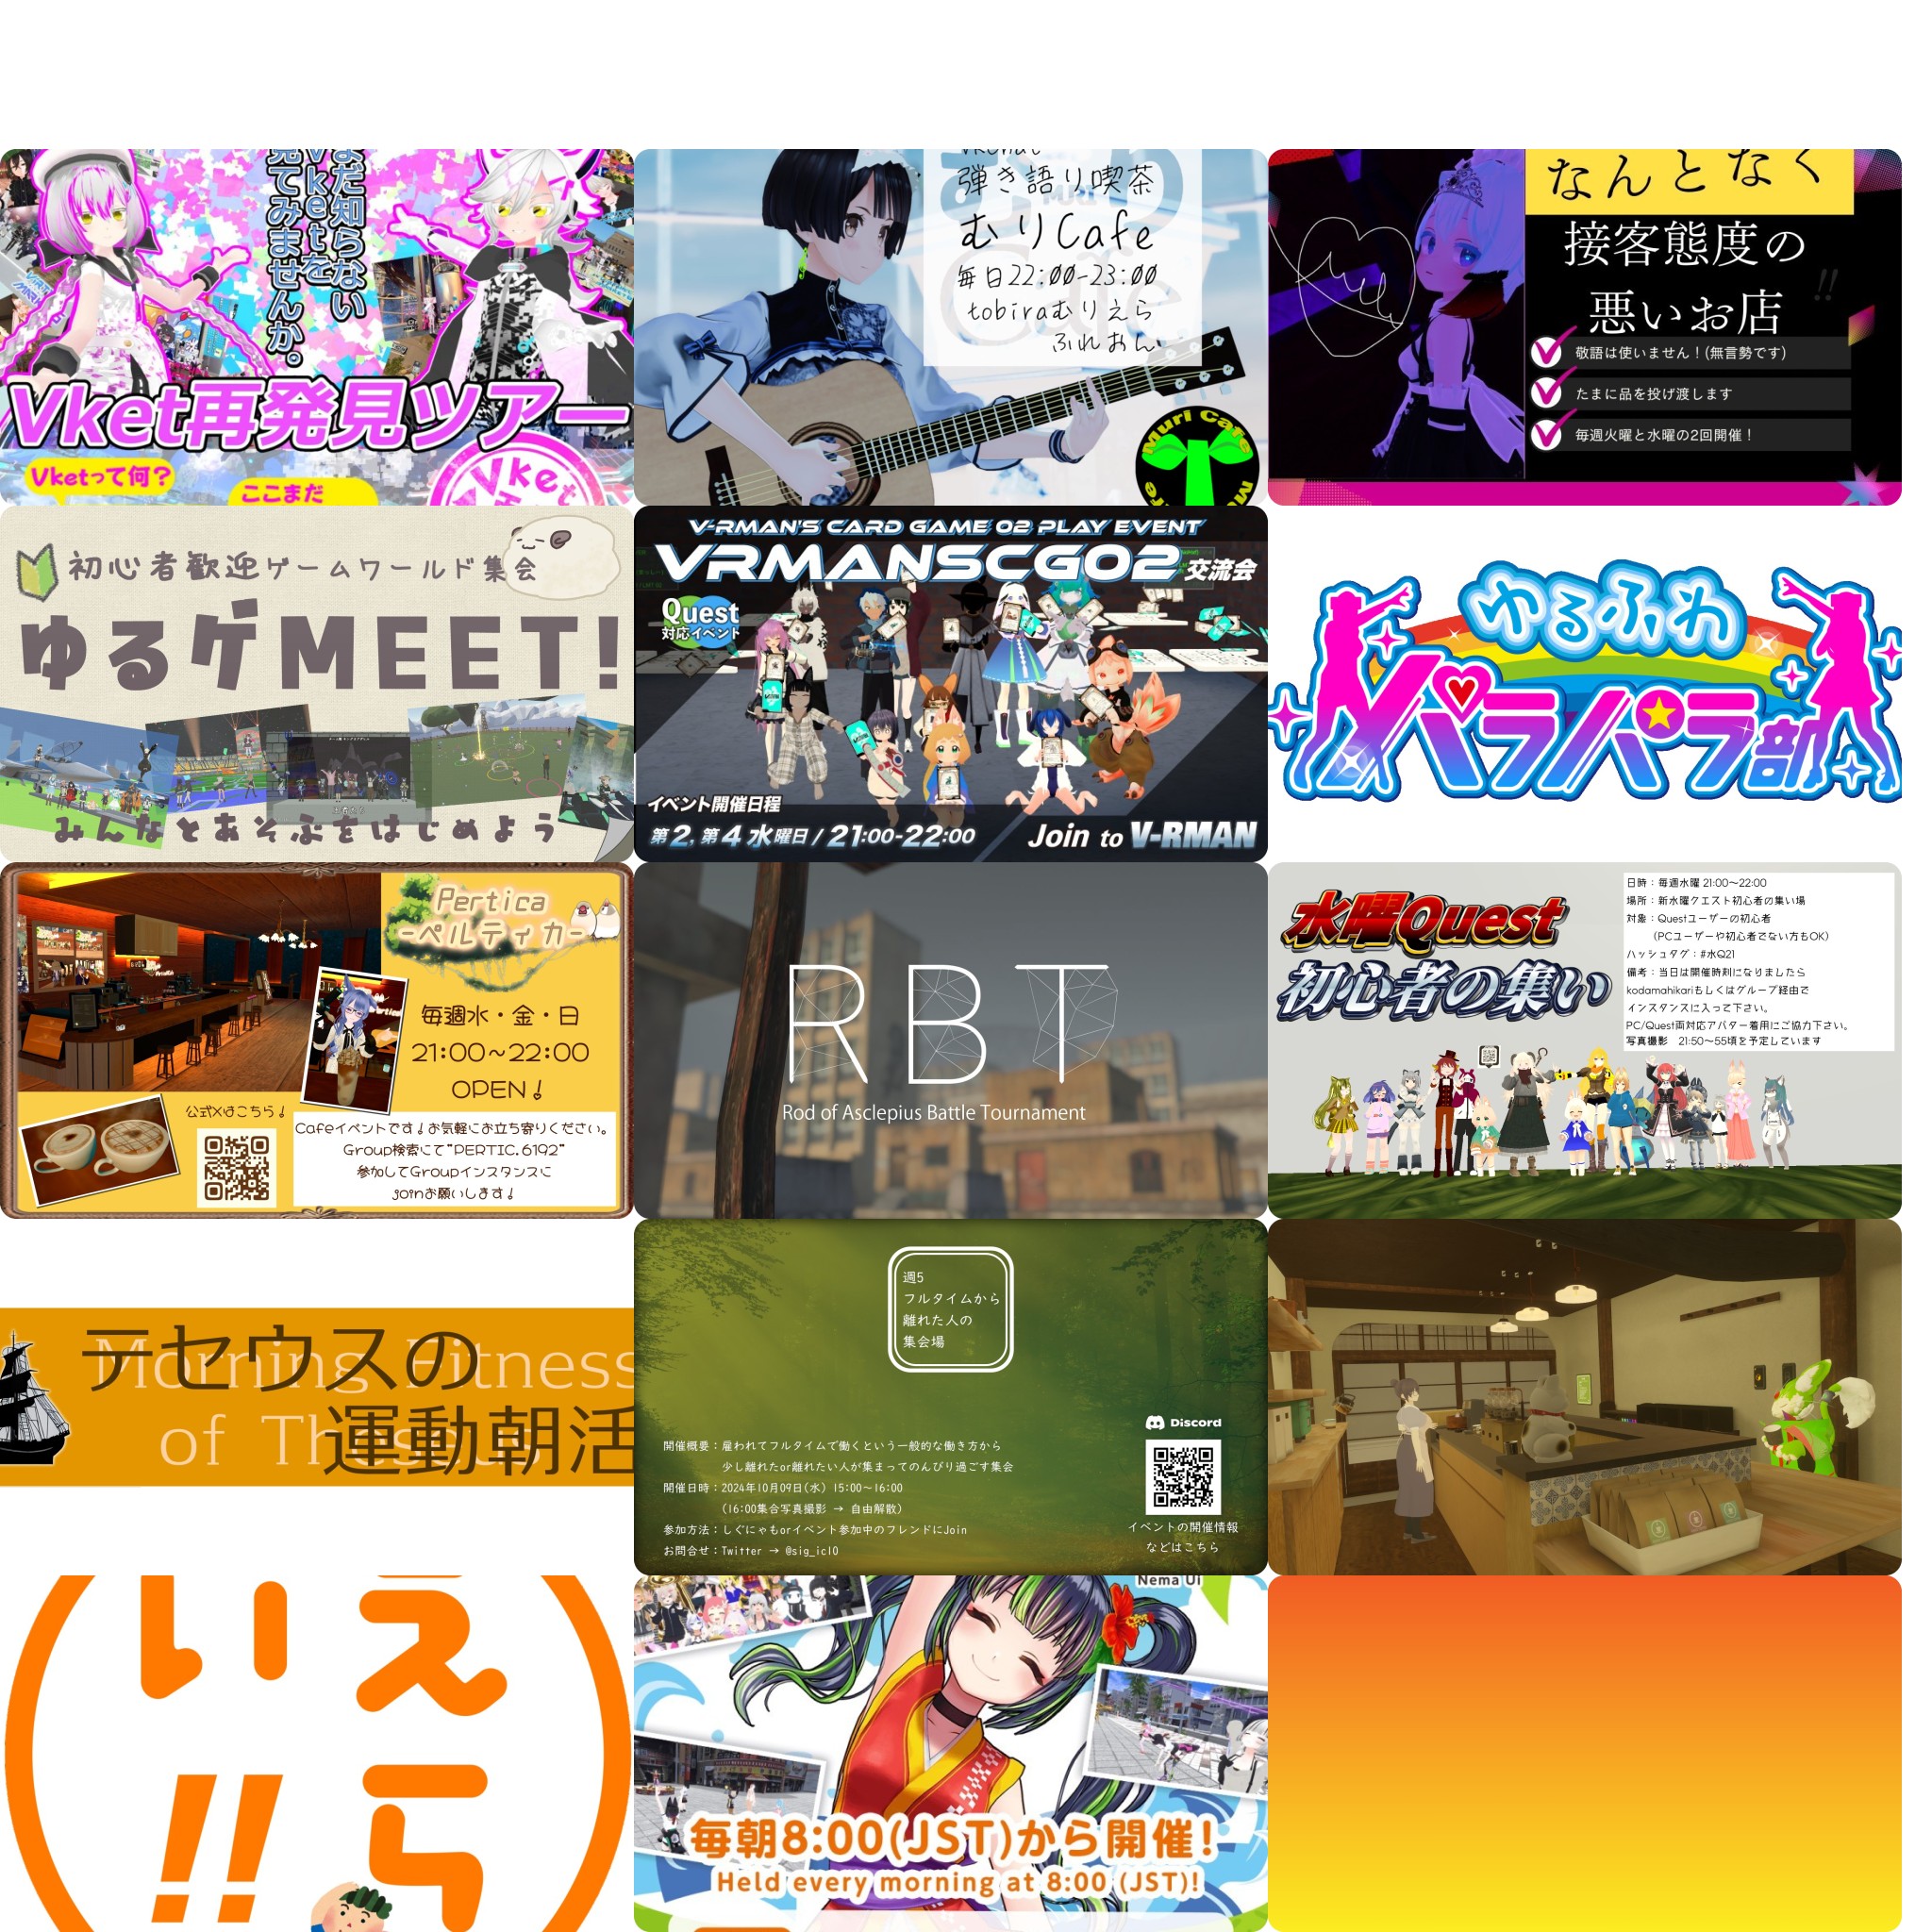 まだ知らない
Vketを
見てみませんか。
Vket再発見ツアー
Vketって何?
ここまだ
Vket
弾き語り喫茶
むりCafe
毎日22:00-23:00
tobiraむりえら
ふれおん
Muri Cafe
なんとなく
接客態度の
悪いお店
!!
敬語は使いません!(無言勢です)
たまに品を投げ渡します
毎週火曜と水曜の2回開催!
初心者歓迎ゲームワールド集会
ゆるゲMEET!
みんなとあそぶをはじめよう
V-RMAN'S CARD GAME 02 PLAY EVENT
VRMANSCG02交流会
Quest
対応イベント
イベント開催日程
第2,第4水曜日/21:00-22:00
Join to V-RMAN
ゆるふわ
パラパラ部
Pertica
-ペルティカ-
毎週水・金・日
21:00~22:00
OPEN!
公式Xはこちら!
Cafeイベントです!お気軽にお立ち寄りください。
Group検索にて"PERTIC.6192"
参加してGroupインスタンスに
joinお願いします!
RBT
Rod of Asclepius Battle Tournament
水曜Quest
初心者の集い
日時:毎週水曜 21:00~22:00
場所:新水曜クエスト初心者の集い場
対象:Questユーザーの初心者
(PCユーザーや初心者でない方もOK)
ハッシュタグ:#水Q21
備考:当日は開催時刻になりましたら
kodamahikariもしくはグループ経由で
インスタンスに入って下さい。
PC/Quest両対応アバター着用にご協力下さい。
写真撮影 21:50~55頃を予定しています
テセウスの
運動朝活
Morning Fitness
of Theseus
週5
フルタイムから
離れた人の
集会場
開催概要:雇われてフルタイムで働くという一般的な働き方から
少し離れたor離れたい人が集まってのんびり過ごす集会
開催日時:2024年10月09日(水) 15:00~16:00
(16:00集合写真撮影 → 自由解散)
参加方法:しぐにゃもorイベント参加中のフレンドにJoin
お問合せ:Twitter → @sig_icl0
Discord
イベントの開催情報
などはこちら
えら
い!!
Nema Ui
毎朝8:00(JST)から開催!
Held every morning at 8:00 (JST)!